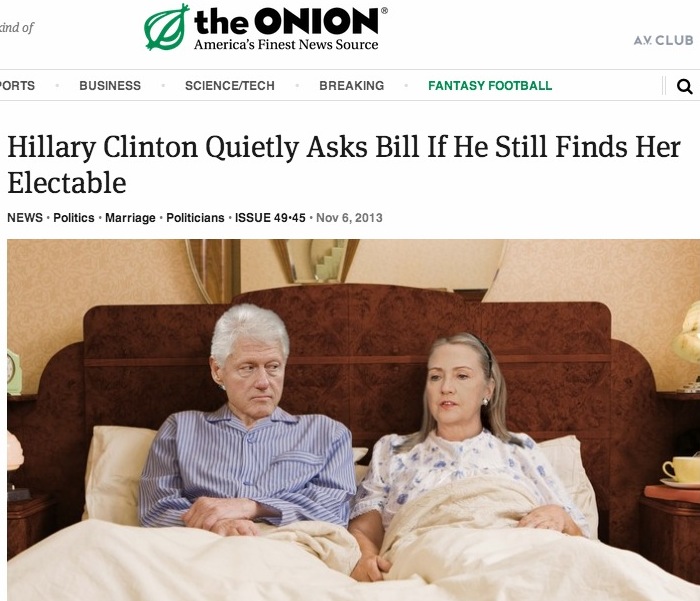 kind of
the ONION®
America's Finest News Source
A.V. CLUB
PORTS • BUSINESS • SCIENCE/TECH • BREAKING • FANTASY FOOTBALL
Hillary Clinton Quietly Asks Bill If He Still Finds Her
Electable
NEWS • Politics • Marriage • Politicians • ISSUE 49•45 • Nov 6, 2013